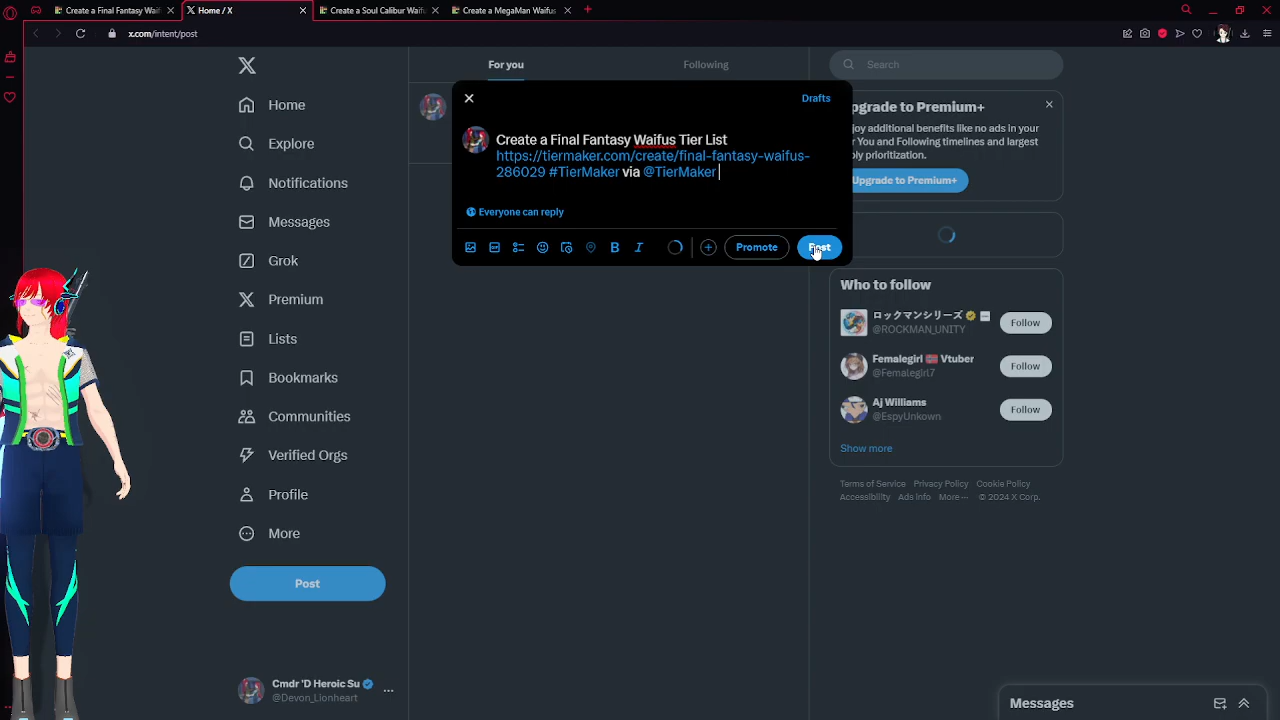 Create a Final Fantasy Waif
Home / X
Create a Soul Calibur Waifu
Create a MegaMan Waifus
x.com/intent/post
Home
Explore
Notifications
Messages
Grok
Premium
Lists
Bookmarks
Communities
Verified Orgs
Profile
More
Post
Cmdr 'D Heroic Su
@Devon_Lionheart
For you
Following
Drafts
Create a Final Fantasy Waifus Tier List
https://tiermaker.com/create/final-fantasy-waifus-
286029 #TierMaker via @TierMaker
Everyone can reply
GIF
B
I
Promote
Post
Search
pgrade to Premium+
joy additional benefits like no ads in your
r You and Following timelines and largest
ply prioritization.
Upgrade to Premium+
Who to follow
ロックマンシリーズ
@ROCKMAN_UNITY
Follow
Femalegirl 🇳🇴 Vtuber
@Femalegirl7
Follow
Aj Williams
@EspyUnkown
Follow
Show more
Terms of Service Privacy Policy Cookie Policy
Accessibility Ads info More ··· © 2024 X Corp.
Messages